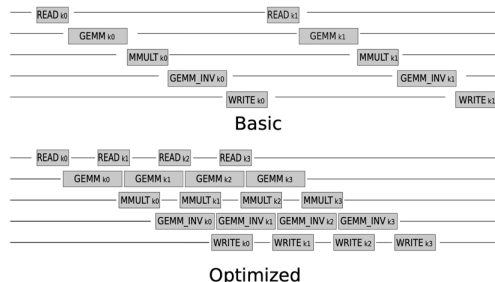 READ k0 READ k1
GEMM k0 GEMM k1
MMULT k0 MMULT k1
GEMM_INV k0 GEMM_INV k1
WRITE k0 WRITE k1
Basic
READ k0 READ k1 READ k2 READ k3
GEMM k0 GEMM k1 GEMM k2 GEMM k3
MMULT k0 MMULT k1 MMULT k2 MMULT k3
GEMM_INV k0 GEMM_INV k1 GEMM_INV k2 GEMM_INV k3
WRITE k0 WRITE k1 WRITE k2 WRITE k3
Optimized